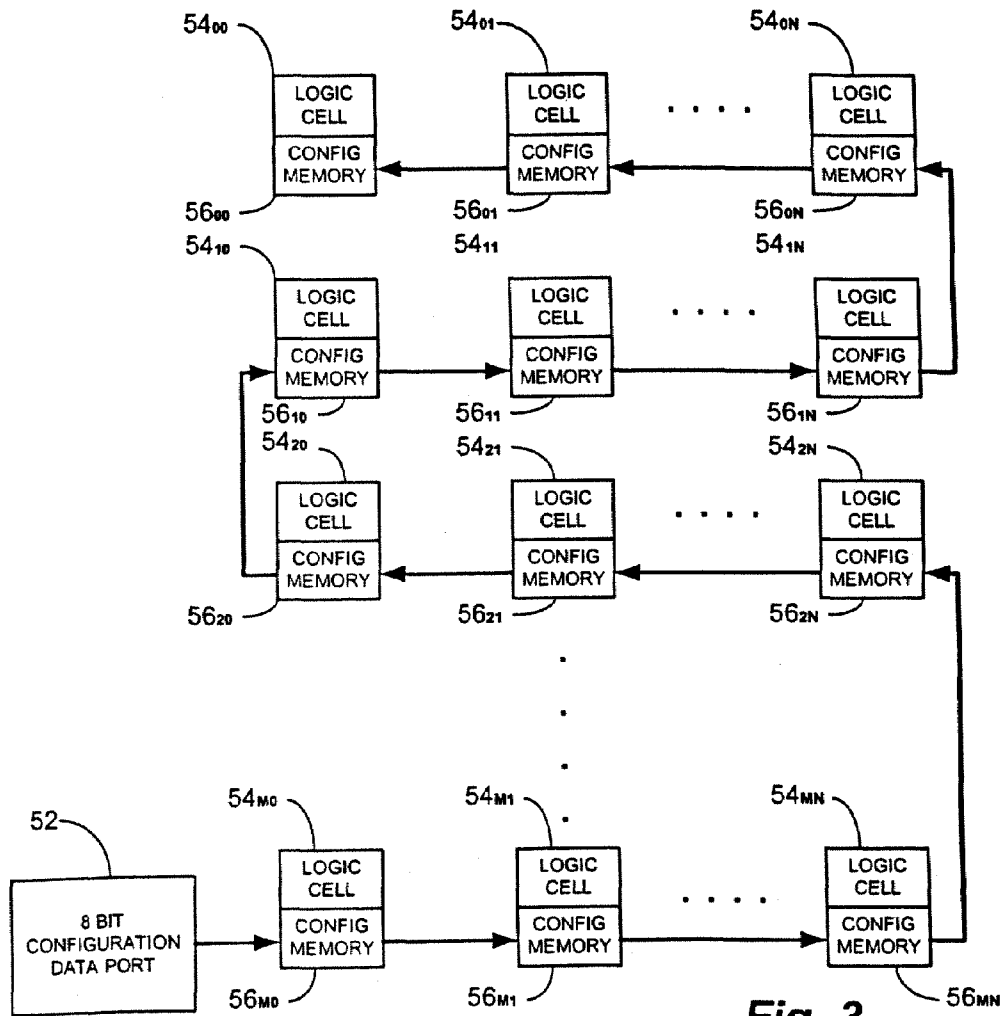 54₀₀ 54₀₁ 54₀N
LOGIC CELL LOGIC CELL . . . . LOGIC CELL
CONFIG MEMORY CONFIG MEMORY CONFIG MEMORY
56₀₀ 56₀₁ 56₀N
54₁₀ 54₁₁ 54₁N
LOGIC CELL LOGIC CELL . . . . LOGIC CELL
CONFIG MEMORY CONFIG MEMORY CONFIG MEMORY
56₁₀ 56₁₁ 56₁N
54₂₀ 54₂₁ 54₂N
LOGIC CELL LOGIC CELL . . . . LOGIC CELL
CONFIG MEMORY CONFIG MEMORY CONFIG MEMORY
56₂₀ 56₂₁ 56₂N
54M₀ 54M₁ 54MN
52
LOGIC CELL LOGIC CELL . . . . LOGIC CELL
8 BIT
CONFIGURATION
DATA PORT
CONFIG MEMORY CONFIG MEMORY CONFIG MEMORY
56M₀ 56M₁ 56MN